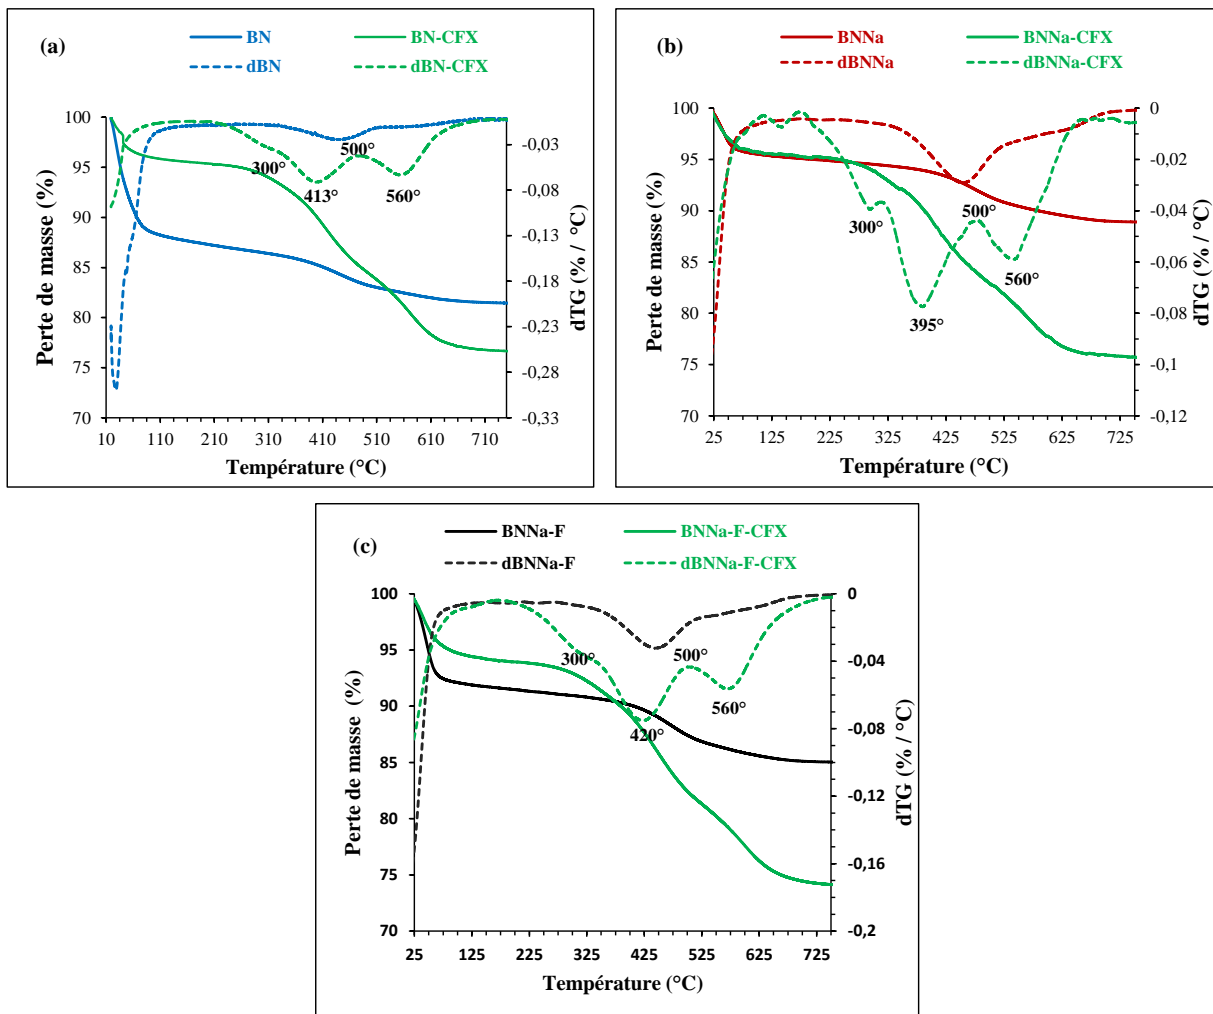 (a)
BN
BN-CFX
dBN
dBN-CFX
Perte de masse (%)
100
95
90
85
80
75
70
10 110 210 310 410 510 610 710
Température (°C)
-0,03
-0,08
-0,13
-0,18
-0,23
-0,28
-0,33
dTG (% / °C)
300°
413°
500°
560°
(b)
BNNa
BNNa-CFX
dBNNa
dBNNa-CFX
Perte de masse (%)
100
95
90
85
80
75
70
25 125 225 325 425 525 625 725
Température (°C)
0
-0,02
-0,04
-0,06
-0,08
-0,1
-0,12
dTG (% / °C)
300°
395°
500°
560°
(c)
BNNa-F
BNNa-F-CFX
dBNNa-F
dBNNa-F-CFX
Perte de masse (%)
100
95
90
85
80
75
70
25 125 225 325 425 525 625 725
Température (°C)
0
-0,04
-0,08
-0,12
-0,16
-0,2
dTG (% / °C)
300°
420°
500°
560°